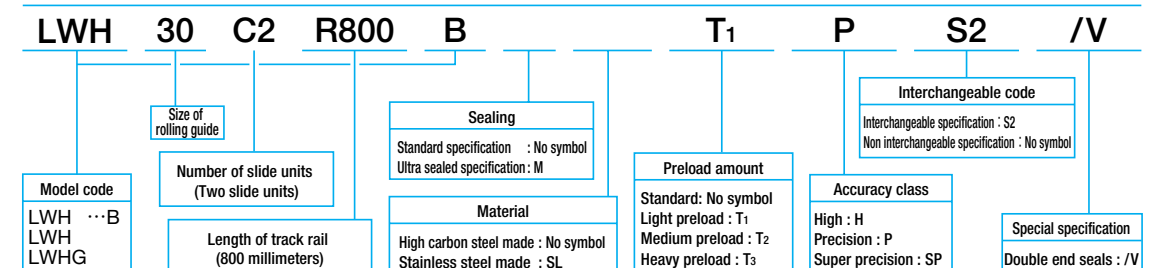 LWH 30 C2 R800 B T1 P S2 /V
Size of
rolling guide
Number of slide units
(Two slide units)
Length of track rail
(800 millimeters)
Model code
LWH …B
LWH
LWHG
Sealing
Standard specification : No symbol
Ultra sealed specification : M
Material
High carbon steel made : No symbol
Stainless steel made : SL
Preload amount
Standard: No symbol
Light preload : T1
Medium preload : T2
Heavy preload : T3
Interchangeable code
Interchangeable specification : S2
Non interchangeable specification : No symbol
Accuracy class
High : H
Precision : P
Super precision : SP
Special specification
Double end seals : /V